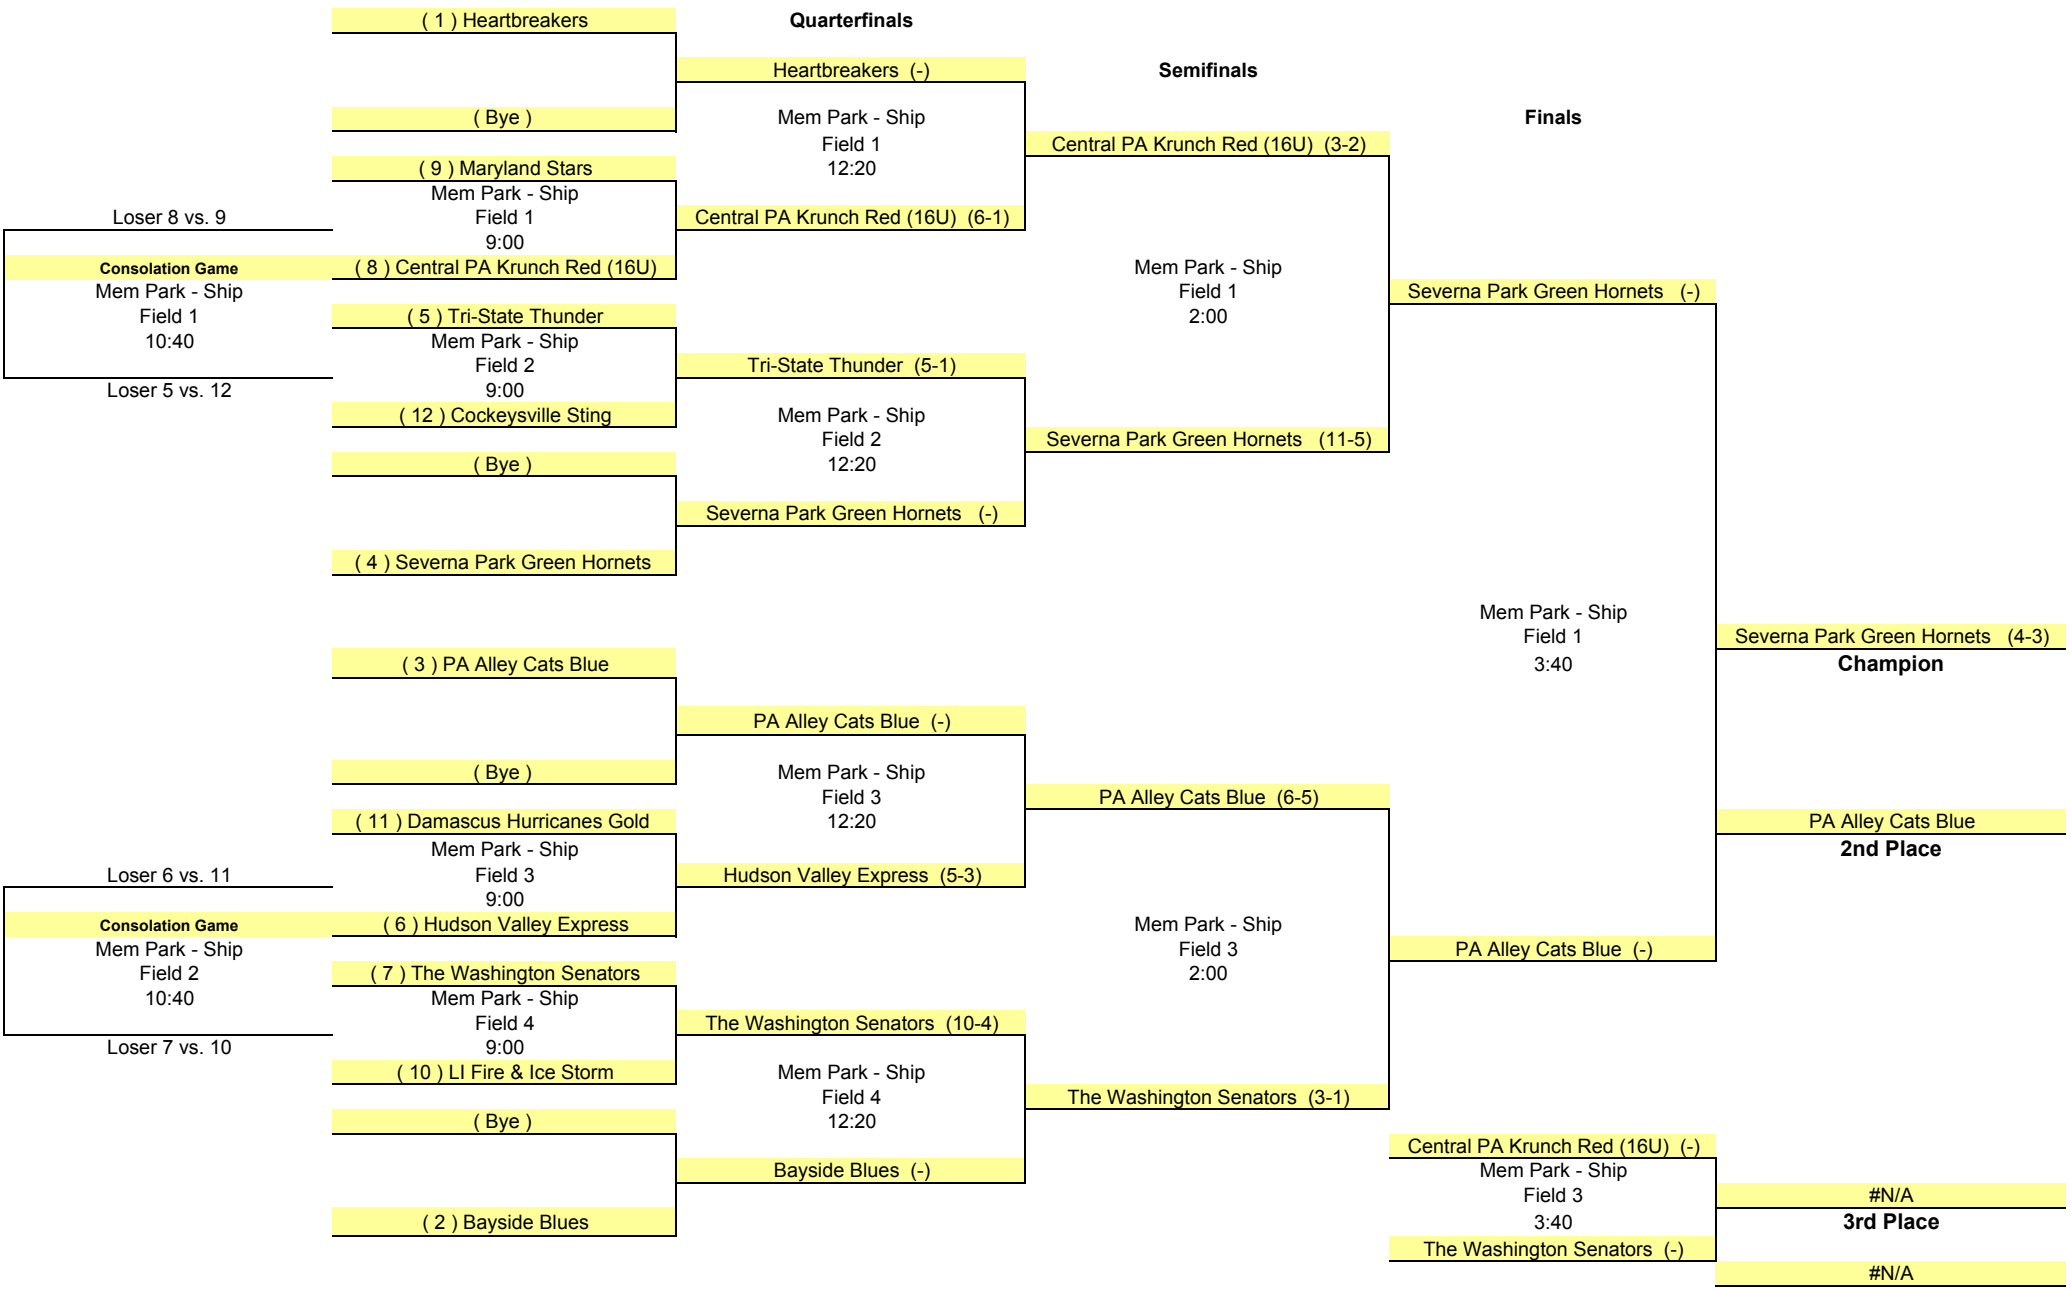 ( 1 ) Heartbreakers
Quarterfinals
Heartbreakers (-)
Semifinals
( Bye )
Mem Park - Ship
Finals
Field 1
Central PA Krunch Red (16U) (3-2)
( 9 ) Maryland Stars
12:20
Mem Park - Ship
Loser 8 vs. 9
Field 1
Central PA Krunch Red (16U) (6-1)
9:00
Consolation Game
( 8 ) Central PA Krunch Red (16U)
Mem Park - Ship
Mem Park - Ship
Field 1
Severna Park Green Hornets (-)
Field 1
( 5 ) Tri-State Thunder
2:00
10:40
Mem Park - Ship
Field 2
Tri-State Thunder (5-1)
Loser 5 vs. 12
9:00
( 12 ) Cockeysville Sting
Mem Park - Ship
Field 2
Severna Park Green Hornets (11-5)
( Bye )
12:20
Severna Park Green Hornets (-)
( 4 ) Severna Park Green Hornets
Mem Park - Ship
Field 1
Severna Park Green Hornets (4-3)
( 3 ) PA Alley Cats Blue
3:40
Champion
PA Alley Cats Blue (-)
( Bye )
Mem Park - Ship
Field 3
PA Alley Cats Blue (6-5)
( 11 ) Damascus Hurricanes Gold
12:20
PA Alley Cats Blue
Mem Park - Ship
2nd Place
Loser 6 vs. 11
Field 3
Hudson Valley Express (5-3)
9:00
Consolation Game
( 6 ) Hudson Valley Express
Mem Park - Ship
Mem Park - Ship
Field 3
PA Alley Cats Blue (-)
Field 2
( 7 ) The Washington Senators
2:00
10:40
Mem Park - Ship
Field 4
The Washington Senators (10-4)
Loser 7 vs. 10
9:00
( 10 ) LI Fire & Ice Storm
Mem Park - Ship
Field 4
The Washington Senators (3-1)
( Bye )
12:20
Central PA Krunch Red (16U) (-)
Bayside Blues (-)
Mem Park - Ship
Field 3
#N/A
( 2 ) Bayside Blues
3:40
3rd Place
The Washington Senators (-)
#N/A